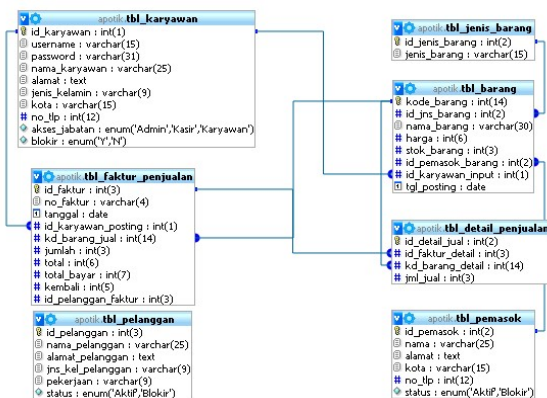 apotik.tbl_karyawan
id_karyawan : int(1)
username : varchar(15)
password : varchar(31)
nama_karyawan : varchar(25)
alamat : text
jenis_kelamin : varchar(9)
kota : varchar(15)
# no_tlp : int(12)
akses_jabatan : enum('Admin','Kasir','Karyawan')
blokir : enum('Y','N')
apotik.tbl_jenis_barang
id_jenis_barang : int(2)
jenis_barang : varchar(15)
apotik.tbl_barang
kode_barang : int(14)
# id_jns_barang : int(2)
nama_barang : varchar(30)
# harga : int(6)
# stok_barang : int(3)
# id_pemasok_barang : int(2)
# id_karyawan_input : int(1)
tgl_posting : date
apotik.tbl_faktur_penjualan
id_faktur : int(3)
no_faktur : varchar(4)
tanggal : date
# id_karyawan_posting : int(1)
# kd_barang_jual : int(14)
# jumlah : int(3)
# total : int(6)
# total_bayar : int(7)
# kembali : int(5)
# id_pelanggan_faktur : int(3)
apotik.tbl_detail_penjualan
id_detail_jual : int(2)
# id_faktur_detail : int(3)
# kd_barang_detail : int(14)
# jml_jual : int(3)
apotik.tbl_pelanggan
id_pelanggan : int(3)
nama_pelanggan : varchar(25)
alamat_pelanggan : text
jns_kel_pelanggan : varchar(9)
pekerjaan : varchar(9)
status : enum('Aktif','Blokir')
apotik.tbl_pemasok
id_pemasok : int(2)
nama : varchar(25)
alamat : text
kota : varchar(15)
# no_tlp : int(12)
status : enum('Aktif','Blokir')